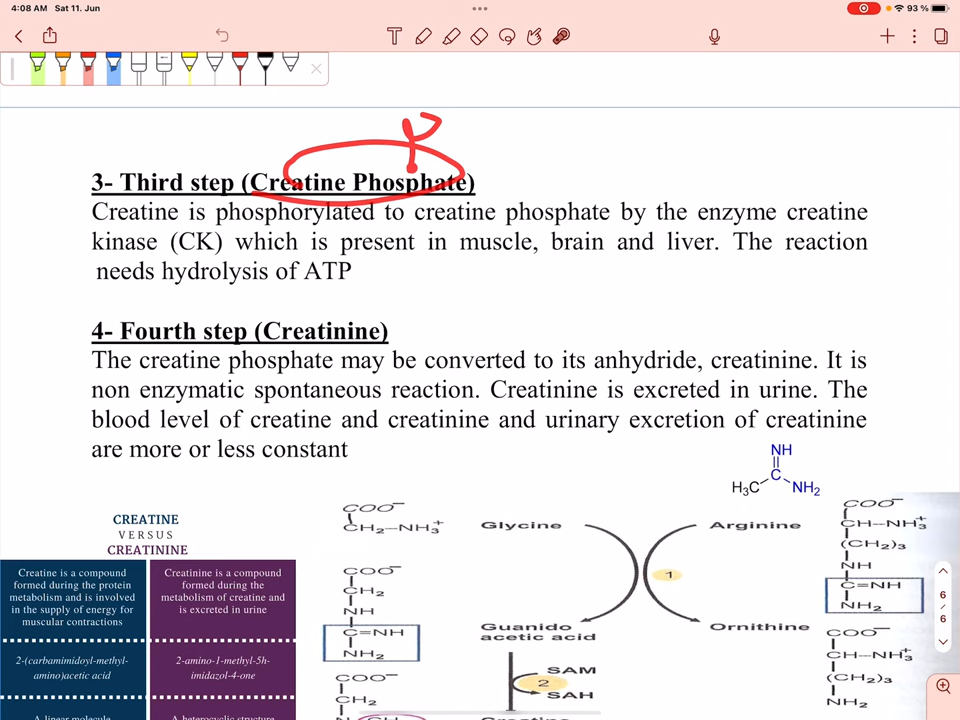 4:08 AM Sat 11. Jun
93 %
3- Third step (Creatine Phosphate)
Creatine is phosphorylated to creatine phosphate by the enzyme creatine
kinase (CK) which is present in muscle, brain and liver. The reaction
needs hydrolysis of ATP
4- Fourth step (Creatinine)
The creatine phosphate may be converted to its anhydride, creatinine. It is
non enzymatic spontaneous reaction. Creatinine is excreted in urine. The
blood level of creatine and creatinine and urinary excretion of creatinine
are more or less constant
NH
||
C
H₃C NH₂
CREATINE
VERSUS
CREATININE
Creatine is a compound
formed during the protein
metabolism and is involved
in the supply of energy for
muscular contractions
Creatinine is a compound
formed during the
metabolism of creatine and
is excreted in urine
2-(carbamimidoyl-methyl-
amino)acetic acid
2-amino-1-methyl-5h-
imidazol-4-one
A linear molecule
A heterocyclic structure
COO⁻
CH₂—NH₃⁺
Glycine
Arginine
COO⁻
CH—NH₃⁺
(CH₂)₃
NH
C=NH
NH₂
1
COO⁻
CH₂
NH
C=NH
NH₂
Guanido
acetic acid
Ornithine
COO⁻
CH—NH₃⁺
(CH₂)₃
NH₂
SAM
2
SAH
COO⁻
CH₂
Creatine
6
/
6